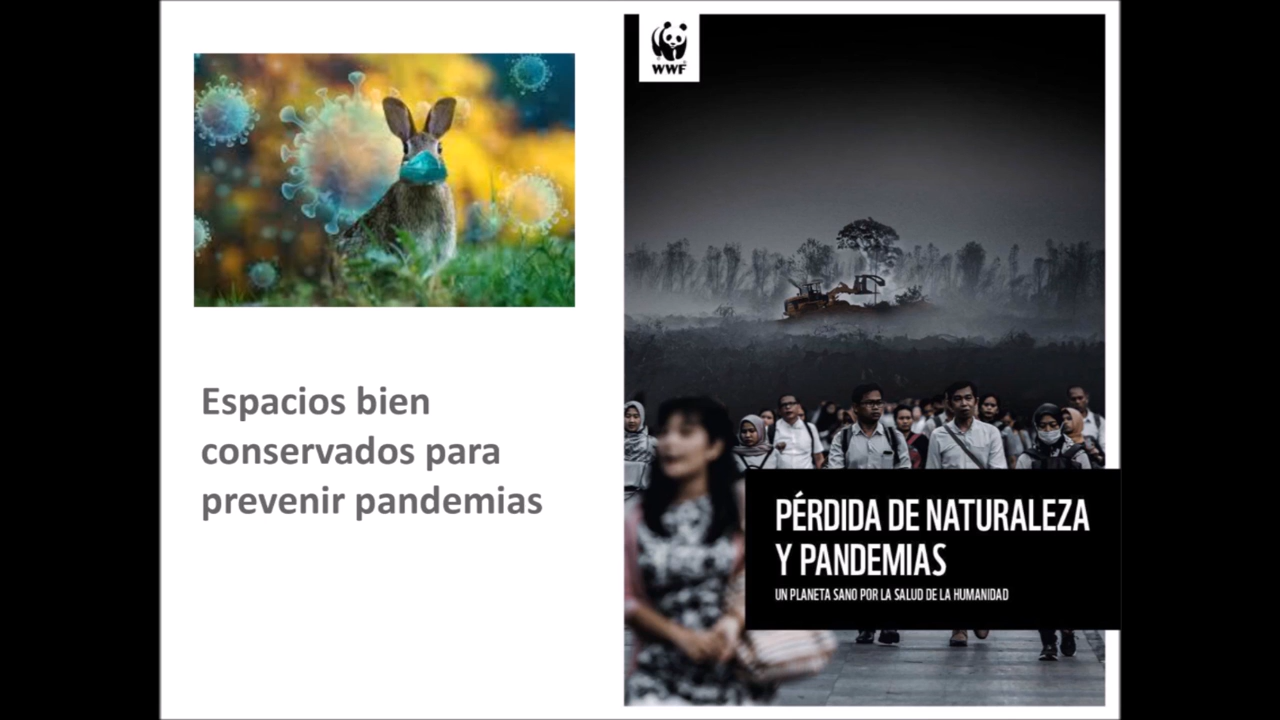 Espacios bien
conservados para
prevenir pandemias
WWF
PÉRDIDA DE NATURALEZA
Y PANDEMIAS
UN PLANETA SANO POR LA SALUD DE LA HUMANIDAD